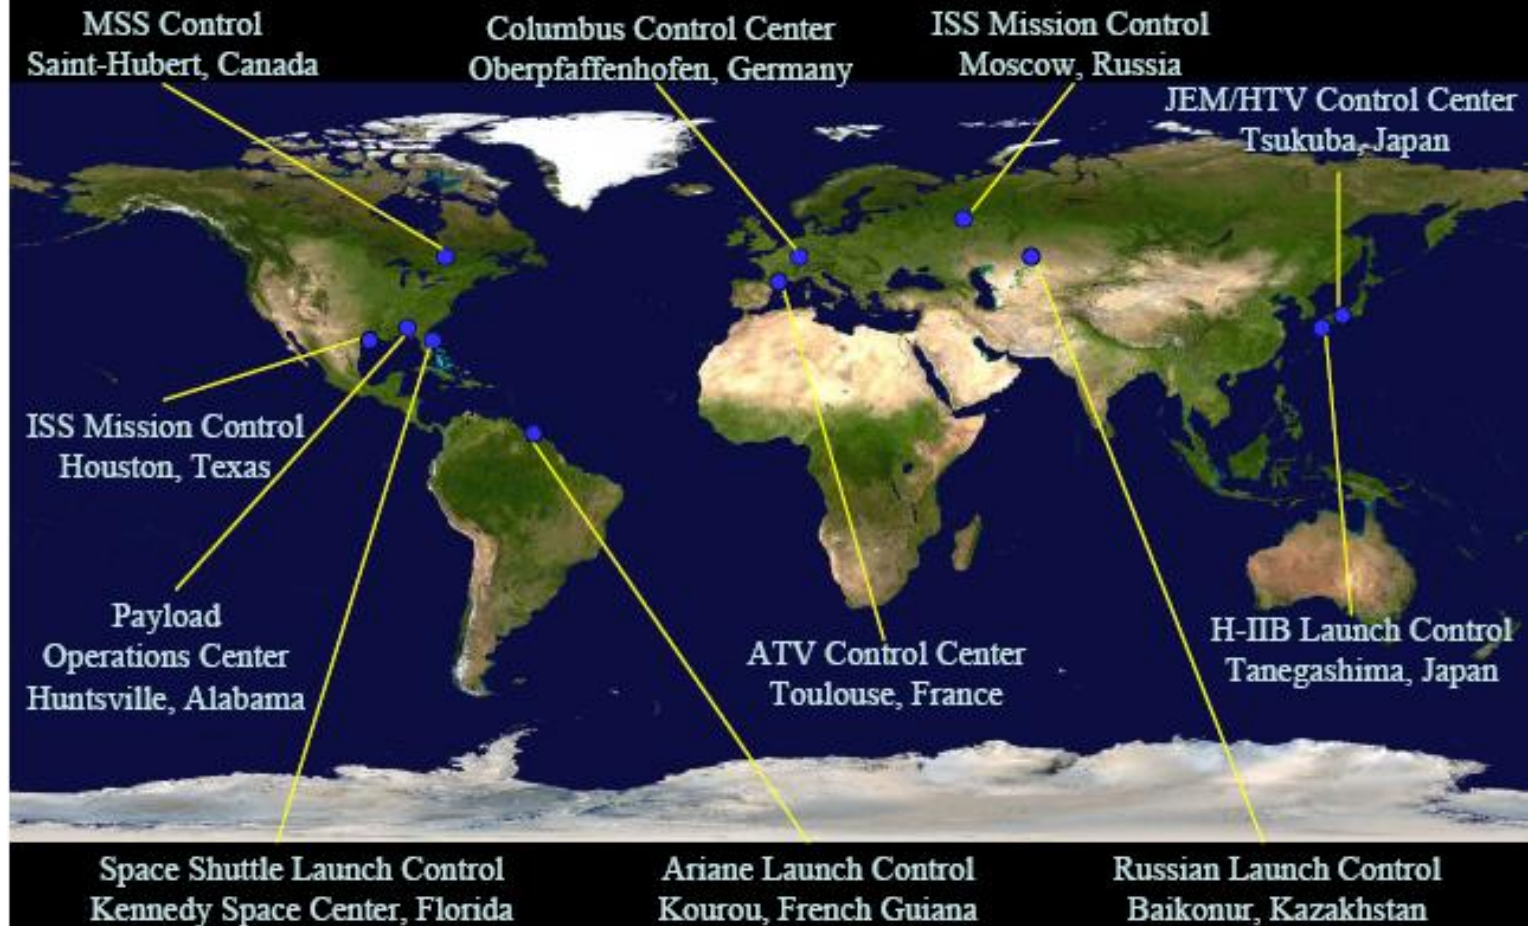 MSS Control
Saint-Hubert, Canada
Columbus Control Center
Oberpfaffenhofen, Germany
ISS Mission Control
Moscow, Russia
JEM/HTV Control Center
Tsukuba, Japan
ISS Mission Control
Houston, Texas
Payload
Operations Center
Huntsville, Alabama
ATV Control Center
Toulouse, France
H-IIB Launch Control
Tanegashima, Japan
Space Shuttle Launch Control
Kennedy Space Center, Florida
Ariane Launch Control
Kourou, French Guiana
Russian Launch Control
Baikonur, Kazakhstan